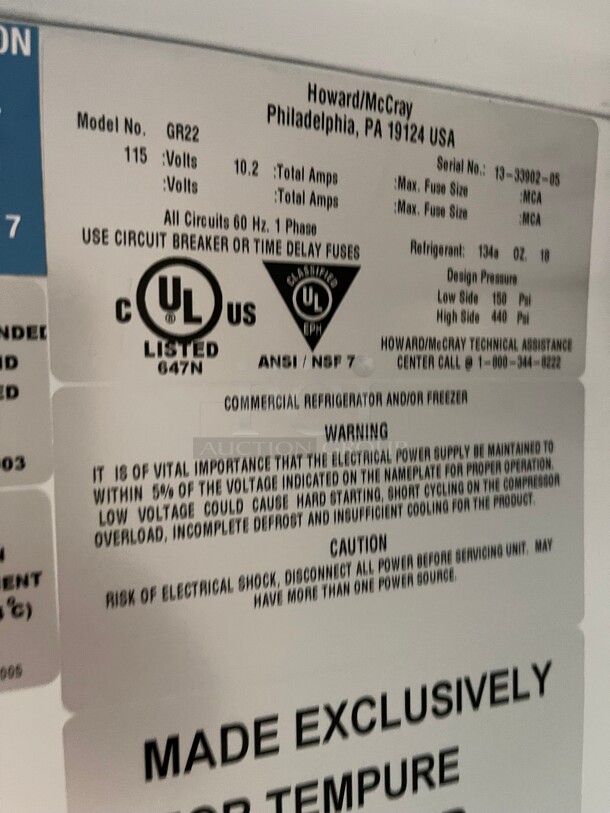 ON
7
NDED
ID
ED
03
ENT
°C)
Howard/McCray
Philadelphia, PA 19124 USA
Model No. GR22
Serial No.: 13-33902-05
115 :Volts 10.2 :Total Amps :Max. Fuse Size :MCA
:Volts :Total Amps :Max. Fuse Size :MCA
All Circuits 60 Hz. 1 Phase
USE CIRCUIT BREAKER OR TIME DELAY FUSES
Refrigerant: 134a OZ. 18
Design Pressure
Low Side 150 Psi
High Side 440 Psi
C UL ® US
LISTED
647N
CLASSIFIED
UL
EPH
ANSI / NSF 7
HOWARD/McCRAY TECHNICAL ASSISTANCE
CENTER CALL @ 1-800-344-8222
COMMERCIAL REFRIGERATOR AND/OR FREEZER
WARNING
AUCTION GROUP
IT IS OF VITAL IMPORTANCE THAT THE ELECTRICAL POWER SUPPLY BE MAINTAINED TO
WITHIN 5% OF THE VOLTAGE INDICATED ON THE NAMEPLATE FOR PROPER OPERATION.
LOW VOLTAGE COULD CAUSE HARD STARTING, SHORT CYCLING ON THE COMPRESSOR
OVERLOAD, INCOMPLETE DEFROST AND INSUFFICIENT COOLING FOR THE PRODUCT.
CAUTION
RISK OF ELECTRICAL SHOCK, DISCONNECT ALL POWER BEFORE SERVICING UNIT. MAY
HAVE MORE THAN ONE POWER SOURCE.
MADE EXCLUSIVELY
TEMPURE